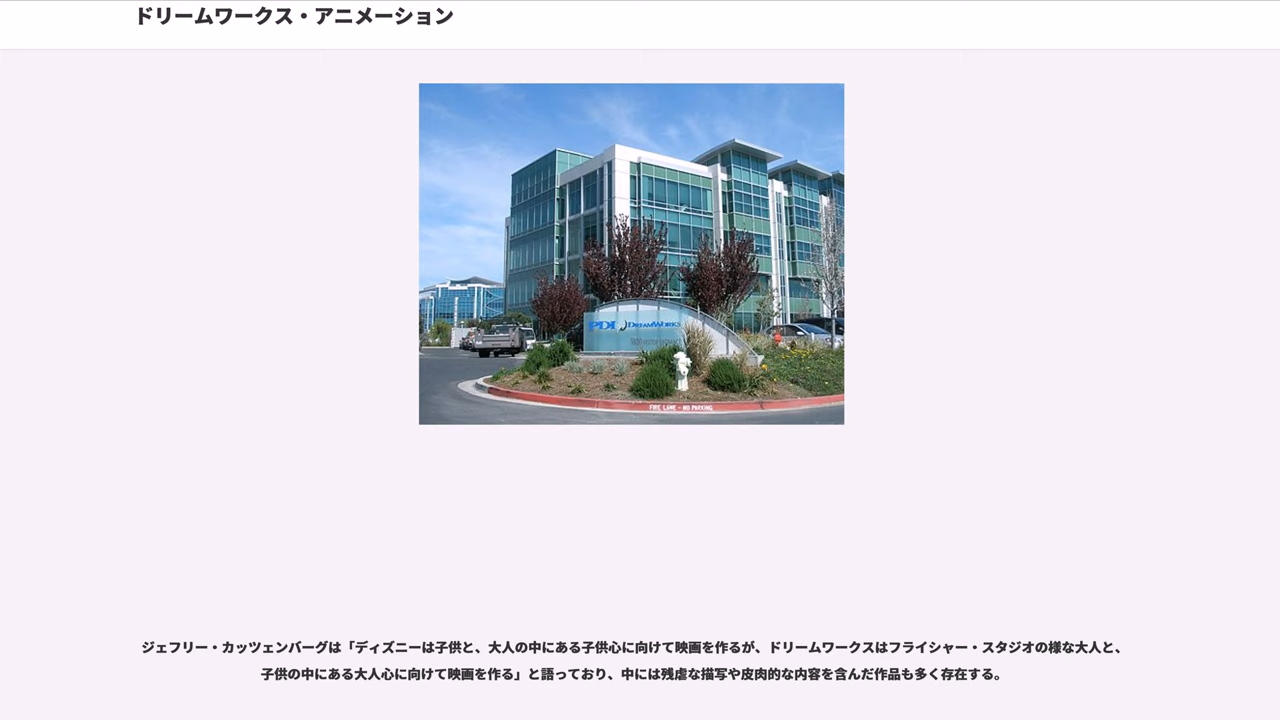 ドリームワークス・アニメーション
PDI DREAMWORKS
FIRE LANE - NO PARKING
ジェフリー・カッツェンバーグは「ディズニーは子供と、大人の中にある子供心に向けて映画を作るが、ドリームワークスはフライシャー・スタジオの様な大人と、
子供の中にある大人心に向けて映画を作る」と語っており、中には残虐な描写や皮肉的な内容を含んだ作品も多く存在する。